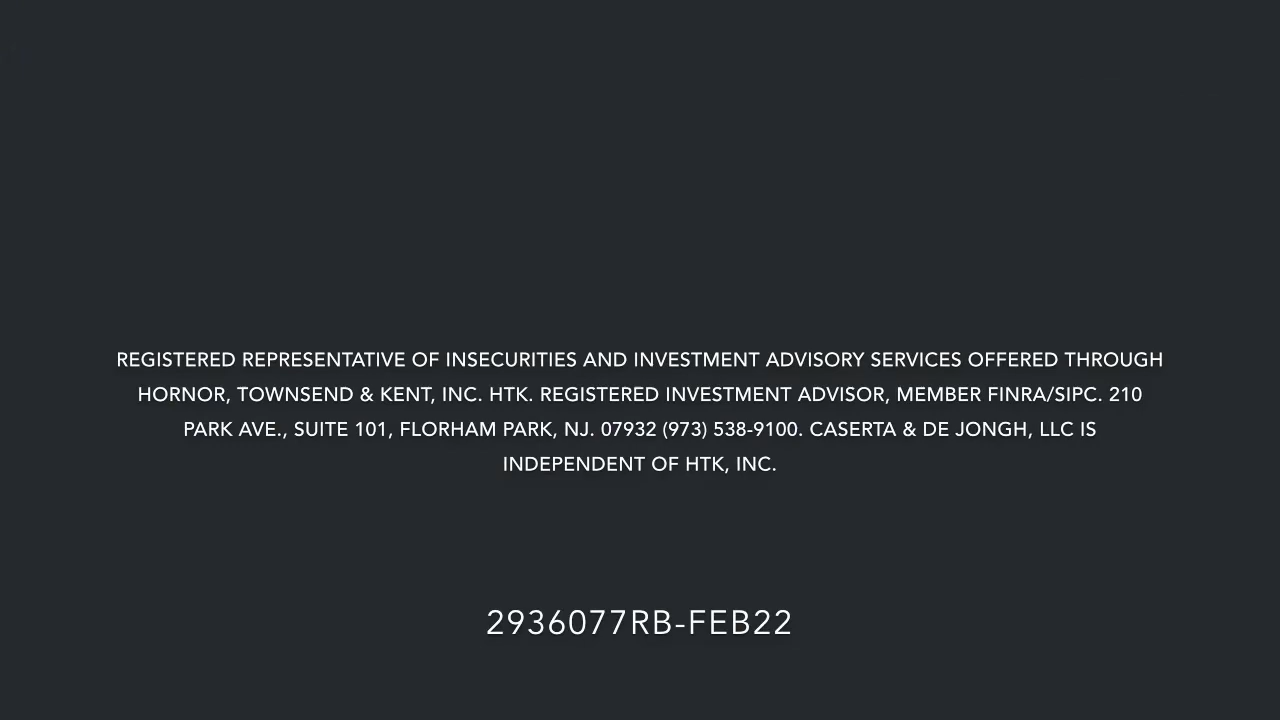 REGISTERED REPRESENTATIVE OF INSECURITIES AND INVESTMENT ADVISORY SERVICES OFFERED THROUGH
HORNOR, TOWNSEND & KENT, INC. HTK. REGISTERED INVESTMENT ADVISOR, MEMBER FINRA/SIPC. 210
PARK AVE., SUITE 101, FLORHAM PARK, NJ. 07932 (973) 538-9100. CASERTA & DE JONGH, LLC IS
INDEPENDENT OF HTK, INC.
2936077RB-FEB22